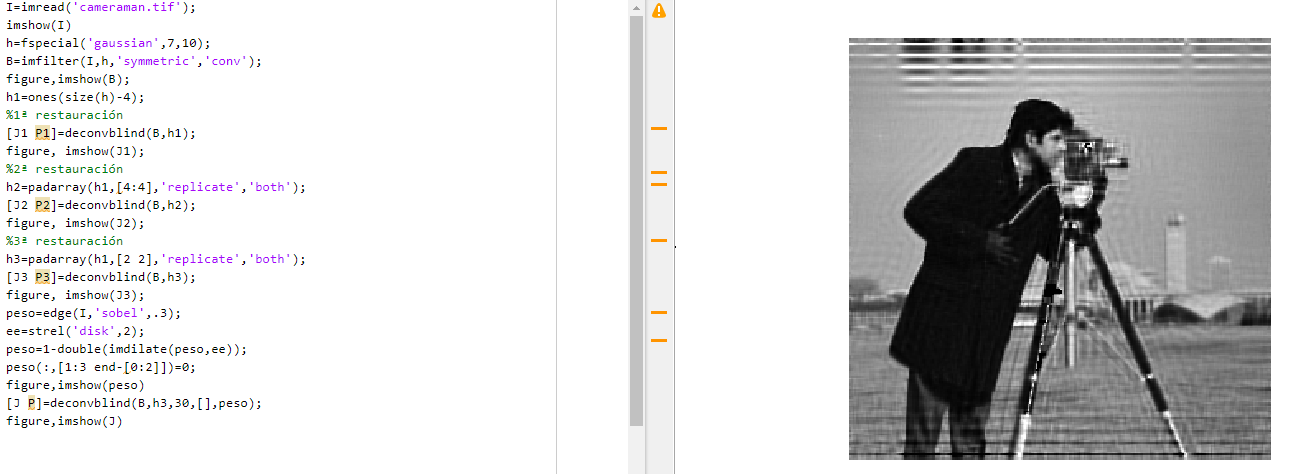 I=imread('cameraman.tif');
imshow(I)
h=fspecial('gaussian',7,10);
B=imfilter(I,h,'symmetric','conv');
figure,imshow(B);
h1=ones(size(h)-4);
%1ª restauración
[J1 P1]=deconvblind(B,h1);
figure, imshow(J1);
%2ª restauración
h2=padarray(h1,[4:4],'replicate','both');
[J2 P2]=deconvblind(B,h2);
figure, imshow(J2);
%3ª restauración
h3=padarray(h1,[2 2],'replicate','both');
[J3 P3]=deconvblind(B,h3);
figure, imshow(J3);
peso=edge(I,'sobel',.3);
ee=strel('disk',2);
peso=1-double(imdilate(peso,ee));
peso(:,[1:3 end-[0:2]])=0;
figure,imshow(peso)
[J P]=deconvblind(B,h3,30,[],peso);
figure,imshow(J)